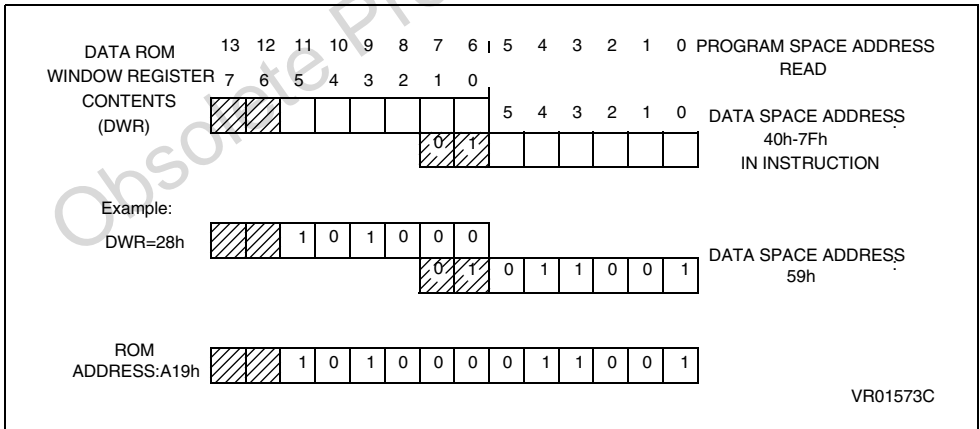 DATA ROM
WINDOW REGISTER
CONTENTS
(DWR)
13 12 11 10 9 8 7 6 5 4 3 2 1 0
PROGRAM SPACE ADDRESS
READ
7 6 5 4 3 2 1 0
5 4 3 2 1 0
DATA SPACE ADDRESS
40h-7Fh
IN INSTRUCTION
0 1
Example:
DWR=28h
1 0 1 0 0 0
0 1 0 1 1 0 0 1
DATA SPACE ADDRESS
59h
ROM
ADDRESS:A19h
1 0 1 0 0 0 0 1 1 0 0 1
VR01573C
Obsolete